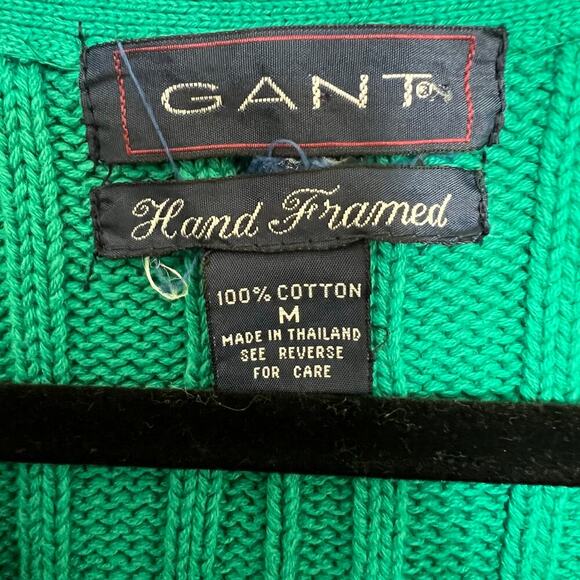 GANT®
Hand Framed
100% COTTON
M
MADE IN THAILAND
SEE REVERSE
FOR CARE